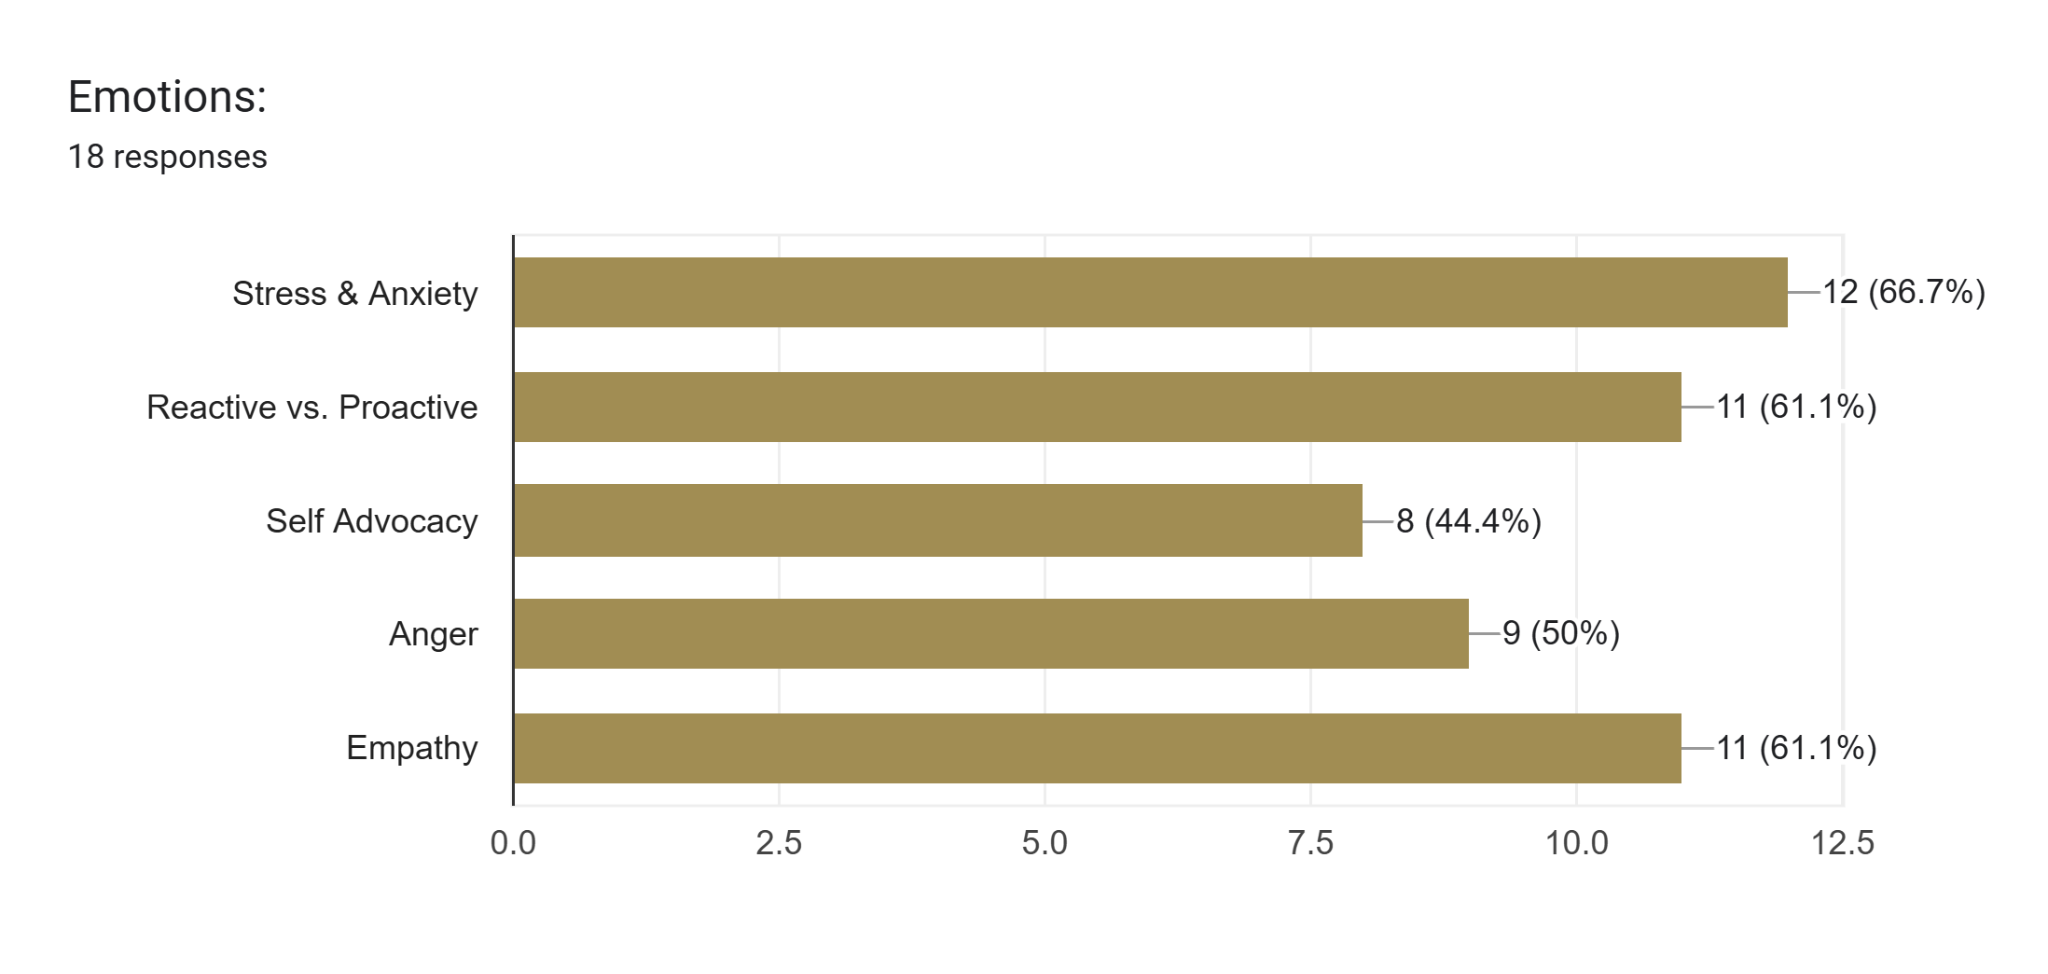 Emotions:
18 responses
Stress & Anxiety 12 (66.7%)
Reactive vs. Proactive 11 (61.1%)
Self Advocacy 8 (44.4%)
Anger 9 (50%)
Empathy 11 (61.1%)
0.0 2.5 5.0 7.5 10.0 12.5